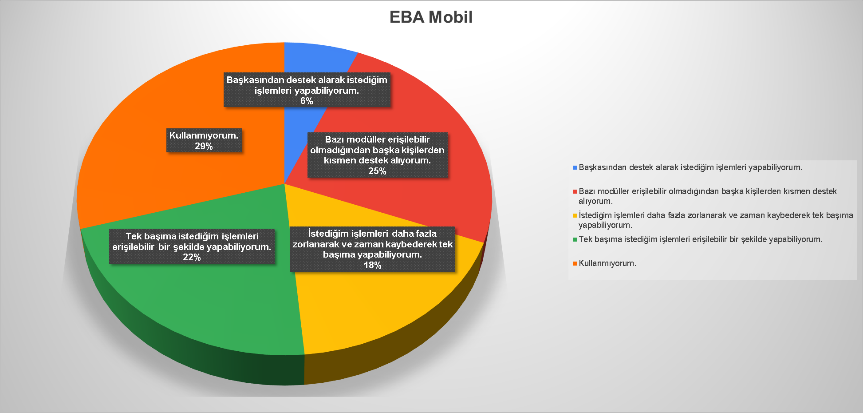 EBA Mobil
Başkasından destek alarak istediğim
işlemleri yapabiliyorum.
6%
Kullanmıyorum.
29%
Bazı modüller erişilebilir
olmadığından başka kişilerden
kısmen destek alıyorum.
25%
Tek başıma istediğim işlemleri
erişilebilir bir şekilde yapabiliyorum.
22%
İstediğim işlemleri daha fazla
zorlanarak ve zaman kaybederek tek
başıma yapabiliyorum.
18%
Başkasından destek alarak istediğim işlemleri yapabiliyorum.
Bazı modüller erişilebilir olmadığından başka kişilerden kısmen destek
alıyorum.
İstediğim işlemleri daha fazla zorlanarak ve zaman kaybederek tek başıma
yapabiliyorum.
Tek başıma istediğim işlemleri erişilebilir bir şekilde yapabiliyorum.
Kullanmıyorum.